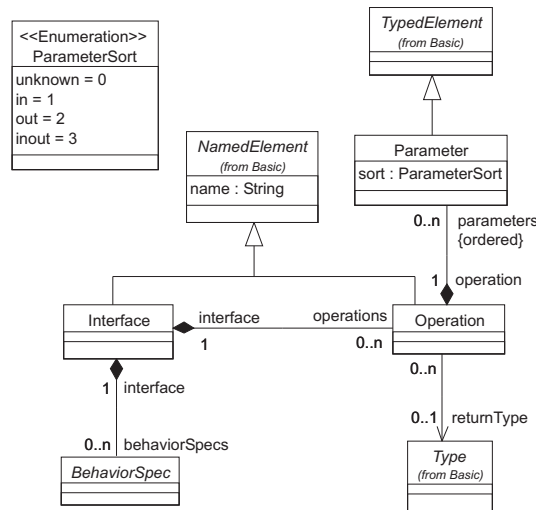 <<Enumeration>>
ParameterSort
unknown = 0
in = 1
out = 2
inout = 3
TypedElement
(from Basic)
NamedElement
(from Basic)
name : String
Parameter
sort : ParameterSort
0..n parameters
{ordered}
1 operation
Interface
interface
1
operations
0..n
Operation
1 interface
0..n behaviorSpecs
BehaviorSpec
0..n
0..1 returnType
Type
(from Basic)